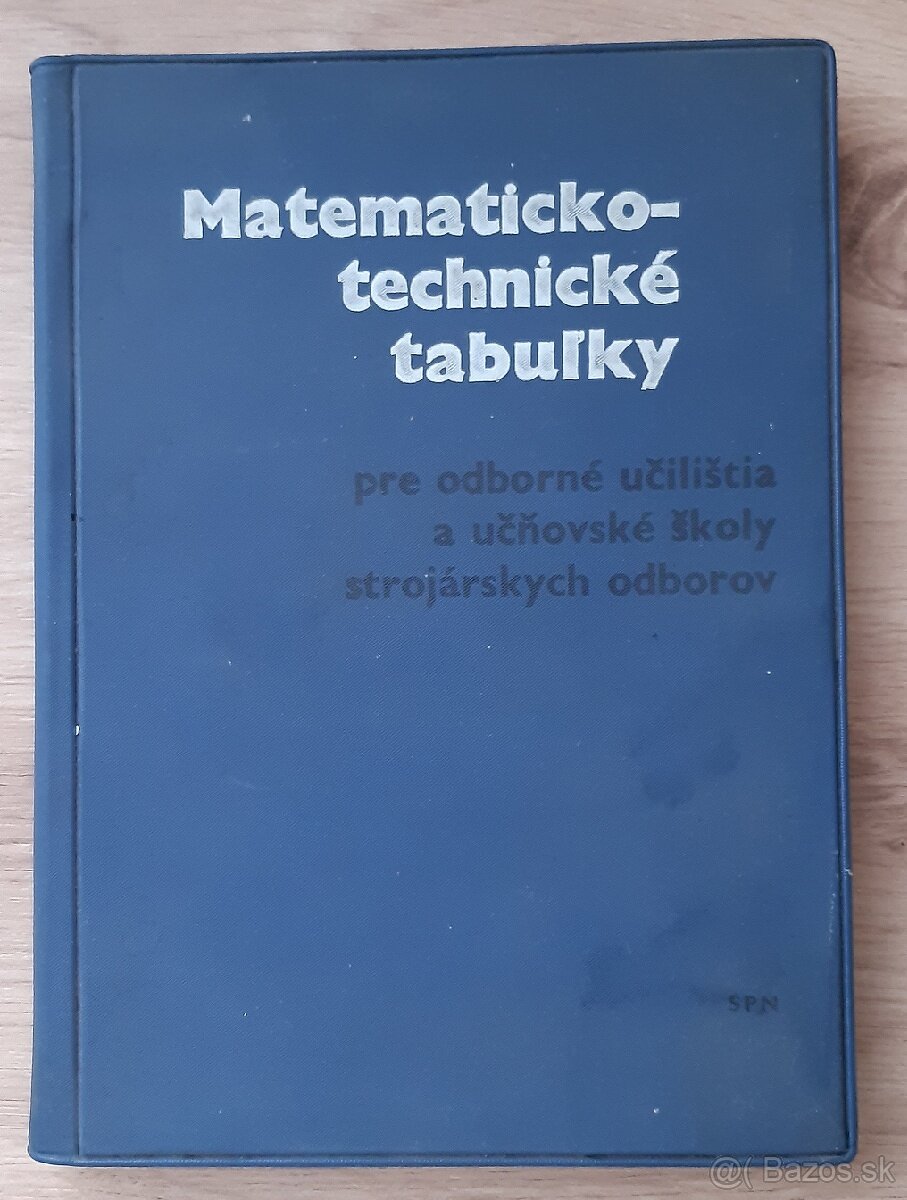 Matematicko-
technické
tabuľky
pre odborné učilištia
a učňovské školy
strojárskych odborov
SPN
@( Bazos.sk